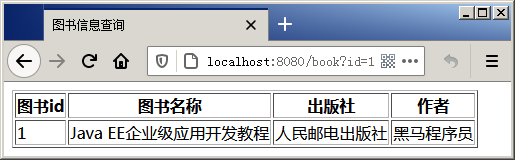 图书信息查询
localhost:8080/book?id=1
图书id 图书名称 出版社 作者
1 Java EE企业级应用开发教程 人民邮电出版社 黑马程序员